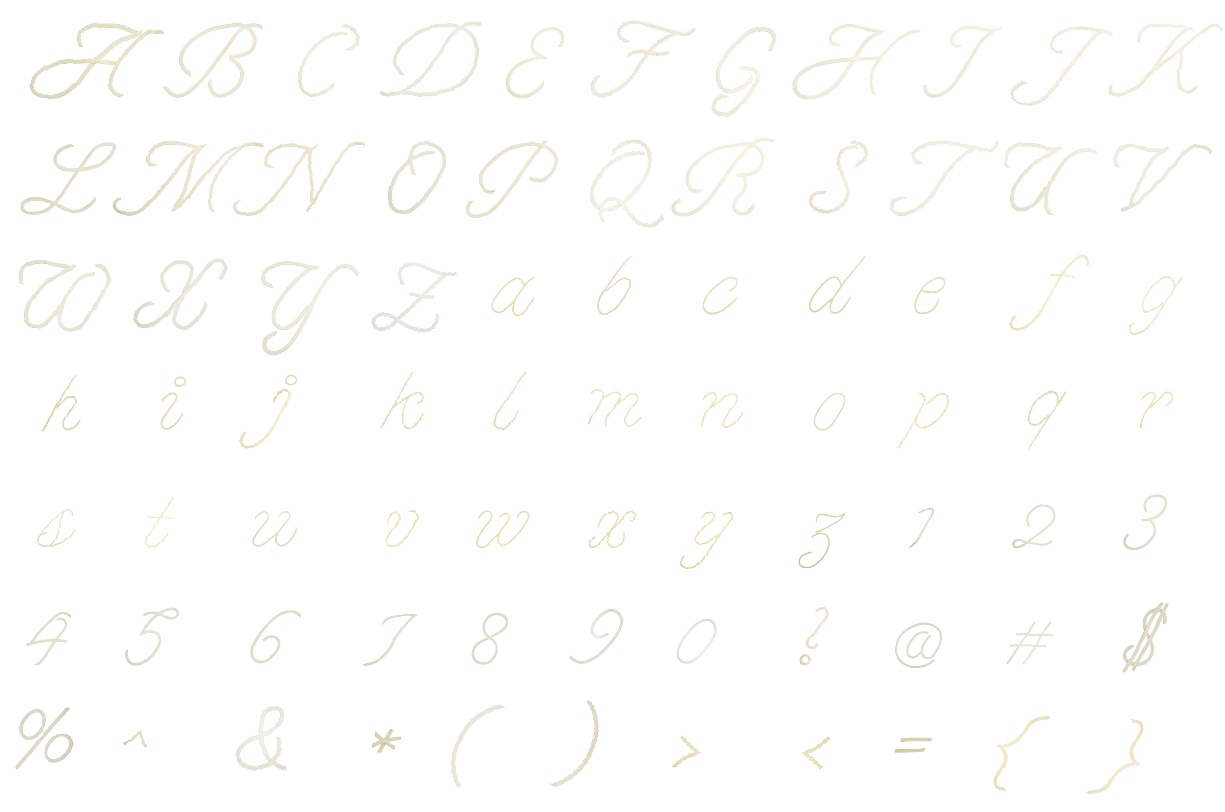 A B C D E F G H I J K
L M N O P Q R S T U V
W X Y Z a b c d e f g
h i j k l m n o p q r
s t u v w x y z 1 2 3
4 5 6 7 8 9 0 ? @ # $
% ^ & * ( ) > < = { }